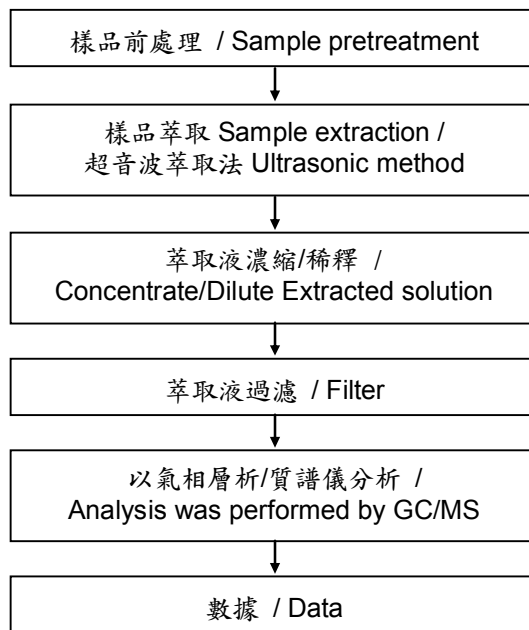 樣品前處理 / Sample pretreatment
樣品萃取 Sample extraction /
超音波萃取法 Ultrasonic method
萃取液濃縮/稀釋 /
Concentrate/Dilute Extracted solution
萃取液過濾 / Filter
以氣相層析/質譜儀分析 /
Analysis was performed by GC/MS
數據 / Data